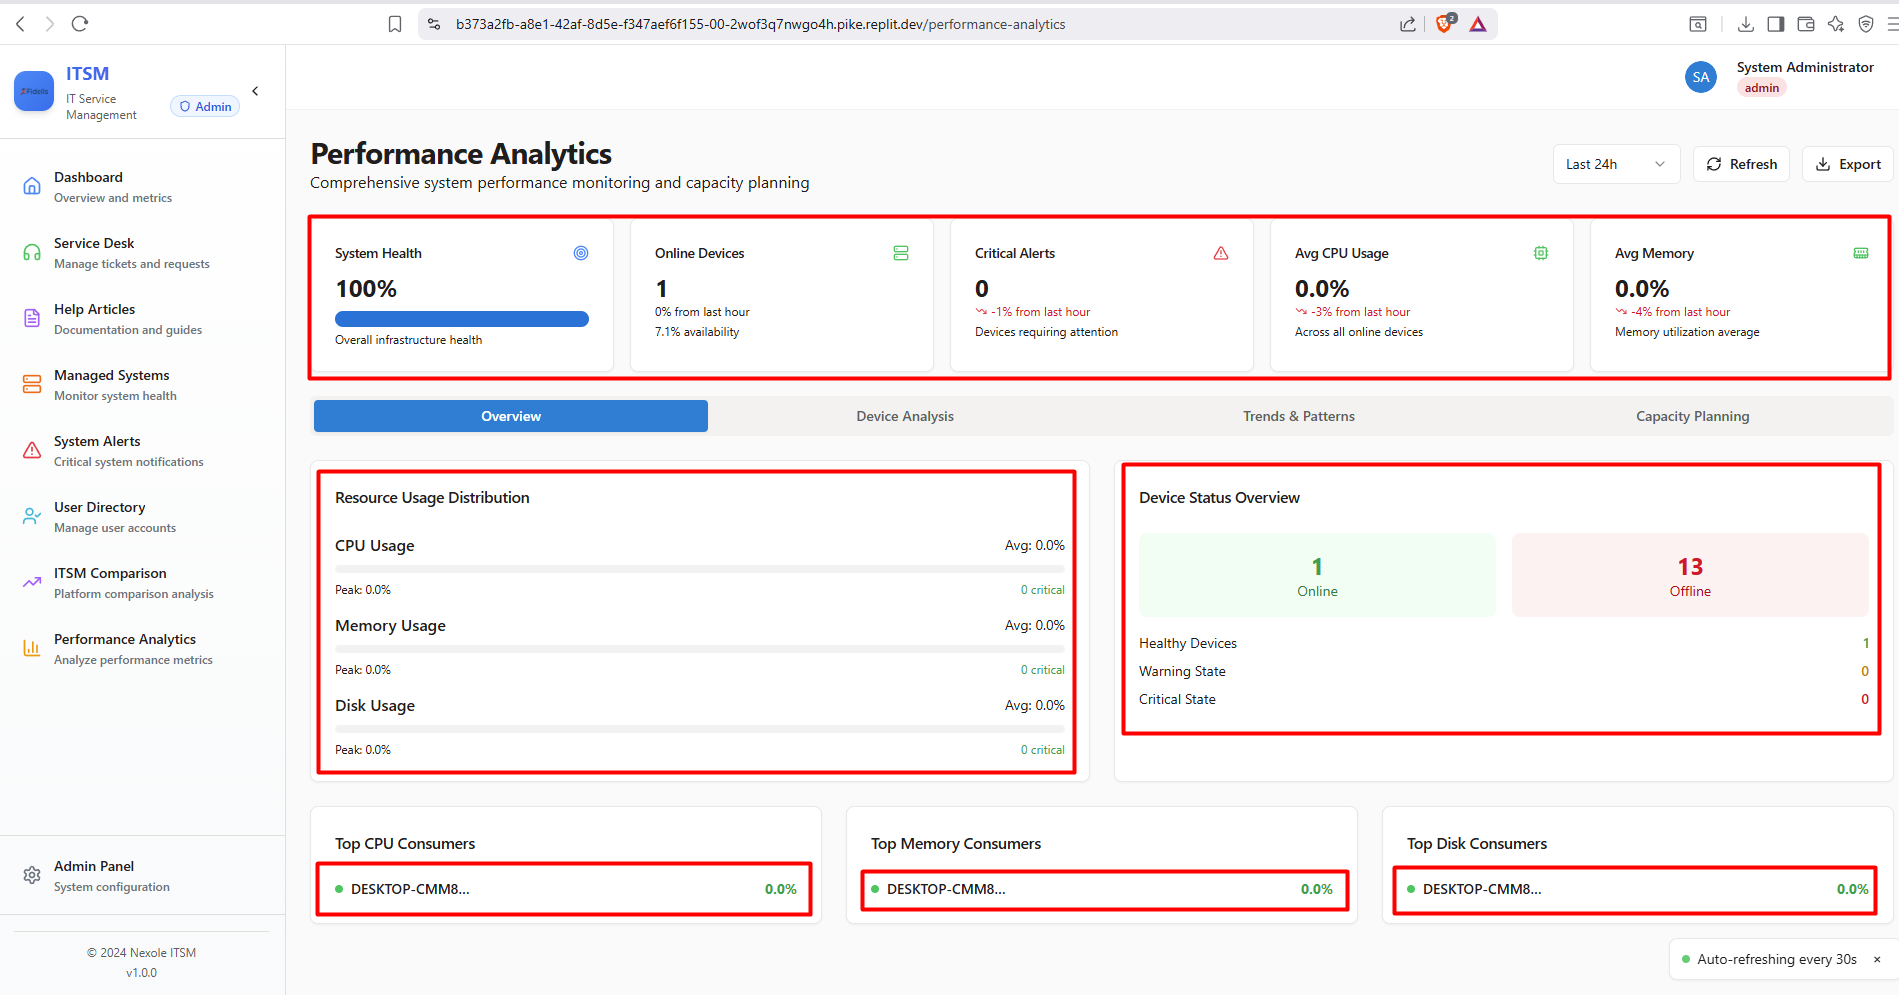 b373a2fb-a8e1-42af-8d5e-f347aef6f155-00-2wof3q7nwgo4h.pike.replit.dev/performance-analytics
2
Fidelis
ITSM
IT Service
Management
Admin
SA
System Administrator
admin
Dashboard
Overview and metrics
Service Desk
Manage tickets and requests
Help Articles
Documentation and guides
Managed Systems
Monitor system health
System Alerts
Critical system notifications
User Directory
Manage user accounts
ITSM Comparison
Platform comparison analysis
Performance Analytics
Analyze performance metrics
Admin Panel
System configuration
© 2024 Nexole ITSM
v1.0.0
Performance Analytics
Comprehensive system performance monitoring and capacity planning
Last 24h
Refresh
Export
System Health
100%
Overall infrastructure health
Online Devices
1
0% from last hour
7.1% availability
Critical Alerts
0
-1% from last hour
Devices requiring attention
Avg CPU Usage
0.0%
-3% from last hour
Across all online devices
Avg Memory
0.0%
-4% from last hour
Memory utilization average
Overview
Device Analysis
Trends & Patterns
Capacity Planning
Resource Usage Distribution
CPU Usage
Avg: 0.0%
Peak: 0.0%
0 critical
Memory Usage
Avg: 0.0%
Peak: 0.0%
0 critical
Disk Usage
Avg: 0.0%
Peak: 0.0%
0 critical
Device Status Overview
1
Online
13
Offline
Healthy Devices
1
Warning State
0
Critical State
0
Top CPU Consumers
DESKTOP-CMM8...
0.0%
Top Memory Consumers
DESKTOP-CMM8...
0.0%
Top Disk Consumers
DESKTOP-CMM8...
0.0%
Auto-refreshing every 30s
×